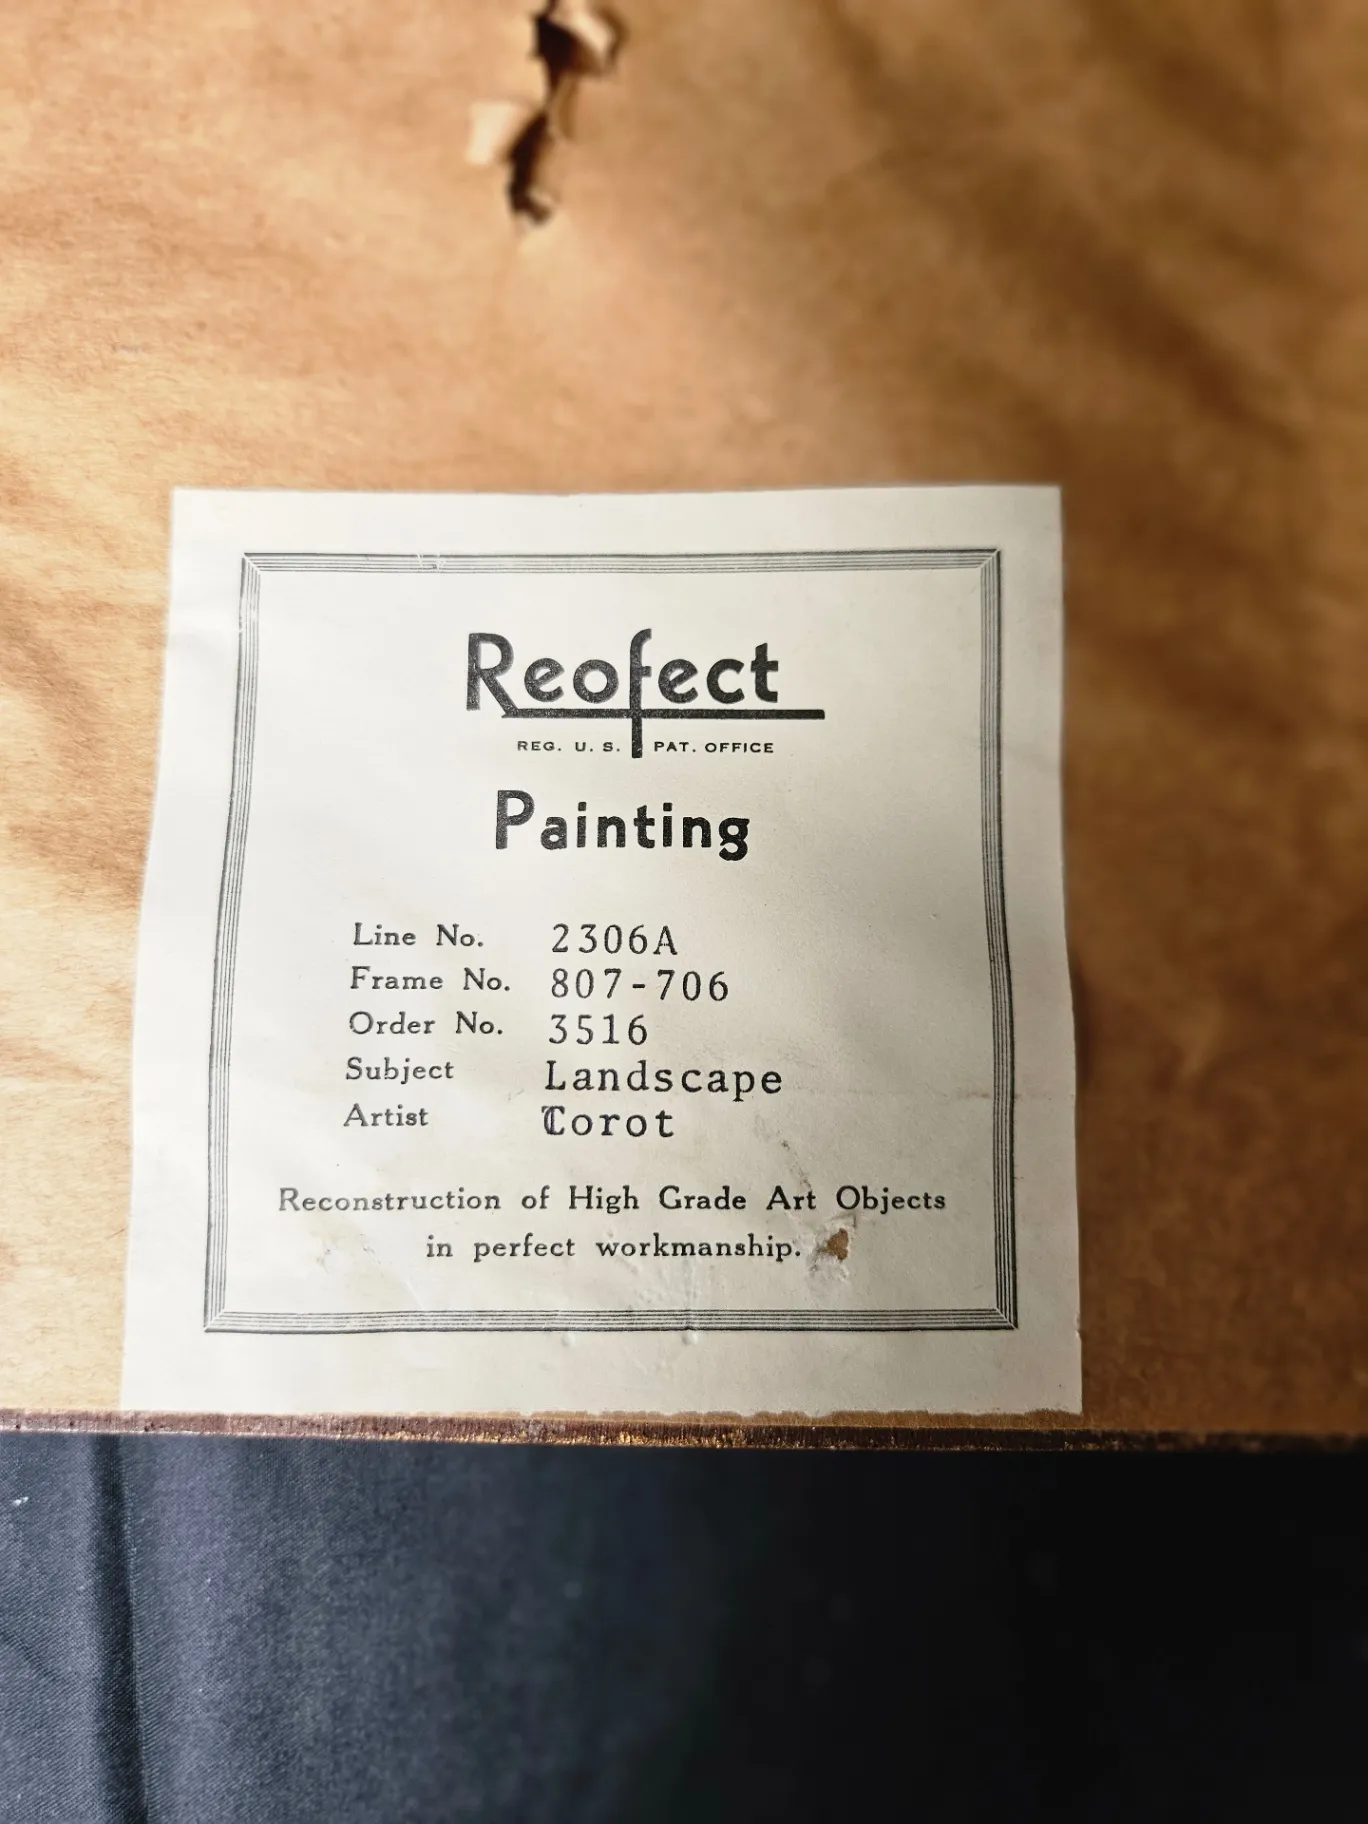 Reofect
REG. U. S. PAT. OFFICE
Painting
Line No. 2306A
Frame No. 807-706
Order No. 3516
Subject Landscape
Artist Corot
Reconstruction of High Grade Art Objects
in perfect workmanship.